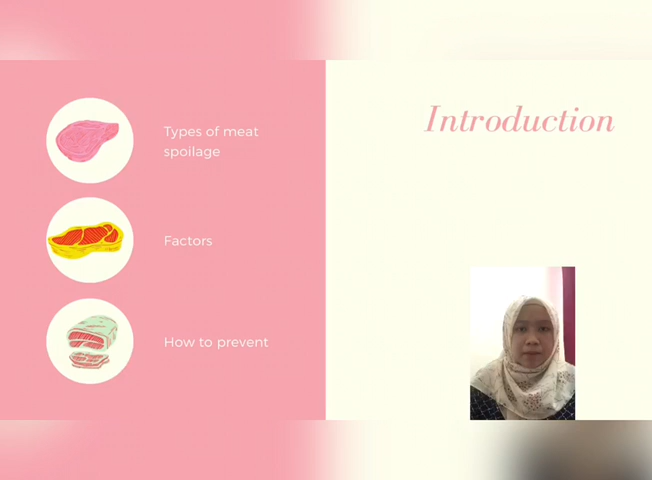 Introduction
Types of meat
spoilage
Factors
How to prevent